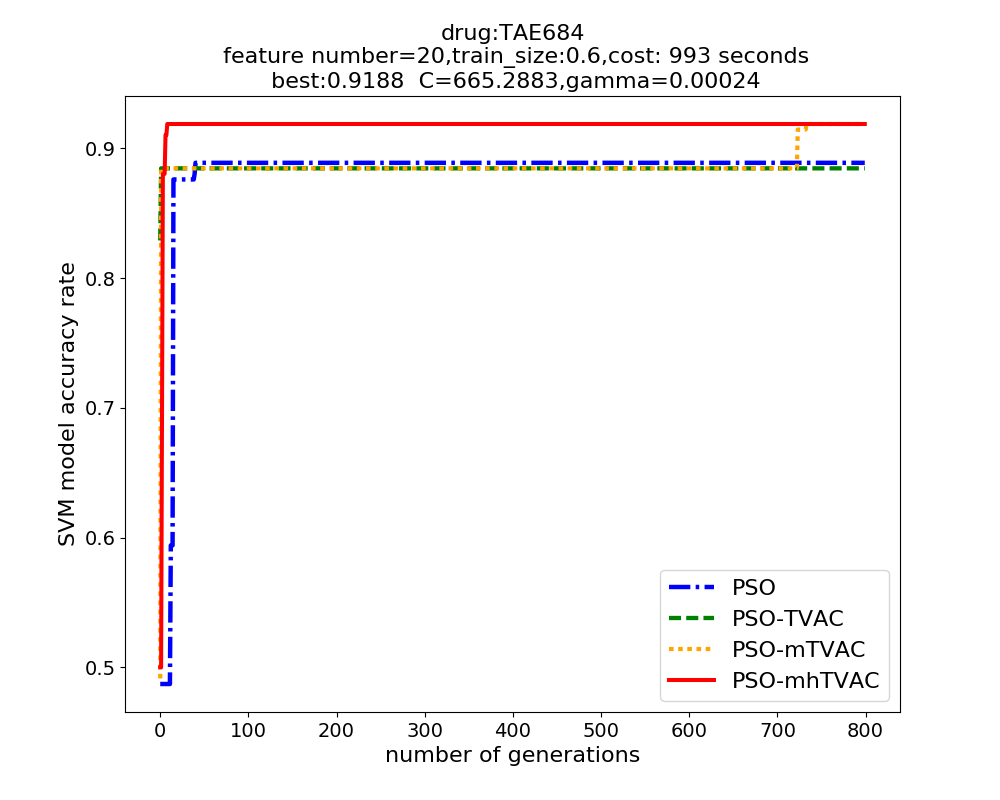 drug:TAE684
feature number=20,train_size:0.6,cost: 993 seconds
best:0.9188  C=665.2883,gamma=0.00024
0.9
0.8
0.7
0.6
0.5
SVM model accuracy rate
0 100 200 300 400 500 600 700 800
number of generations
PSO
PSO-TVAC
PSO-mTVAC
PSO-mhTVAC